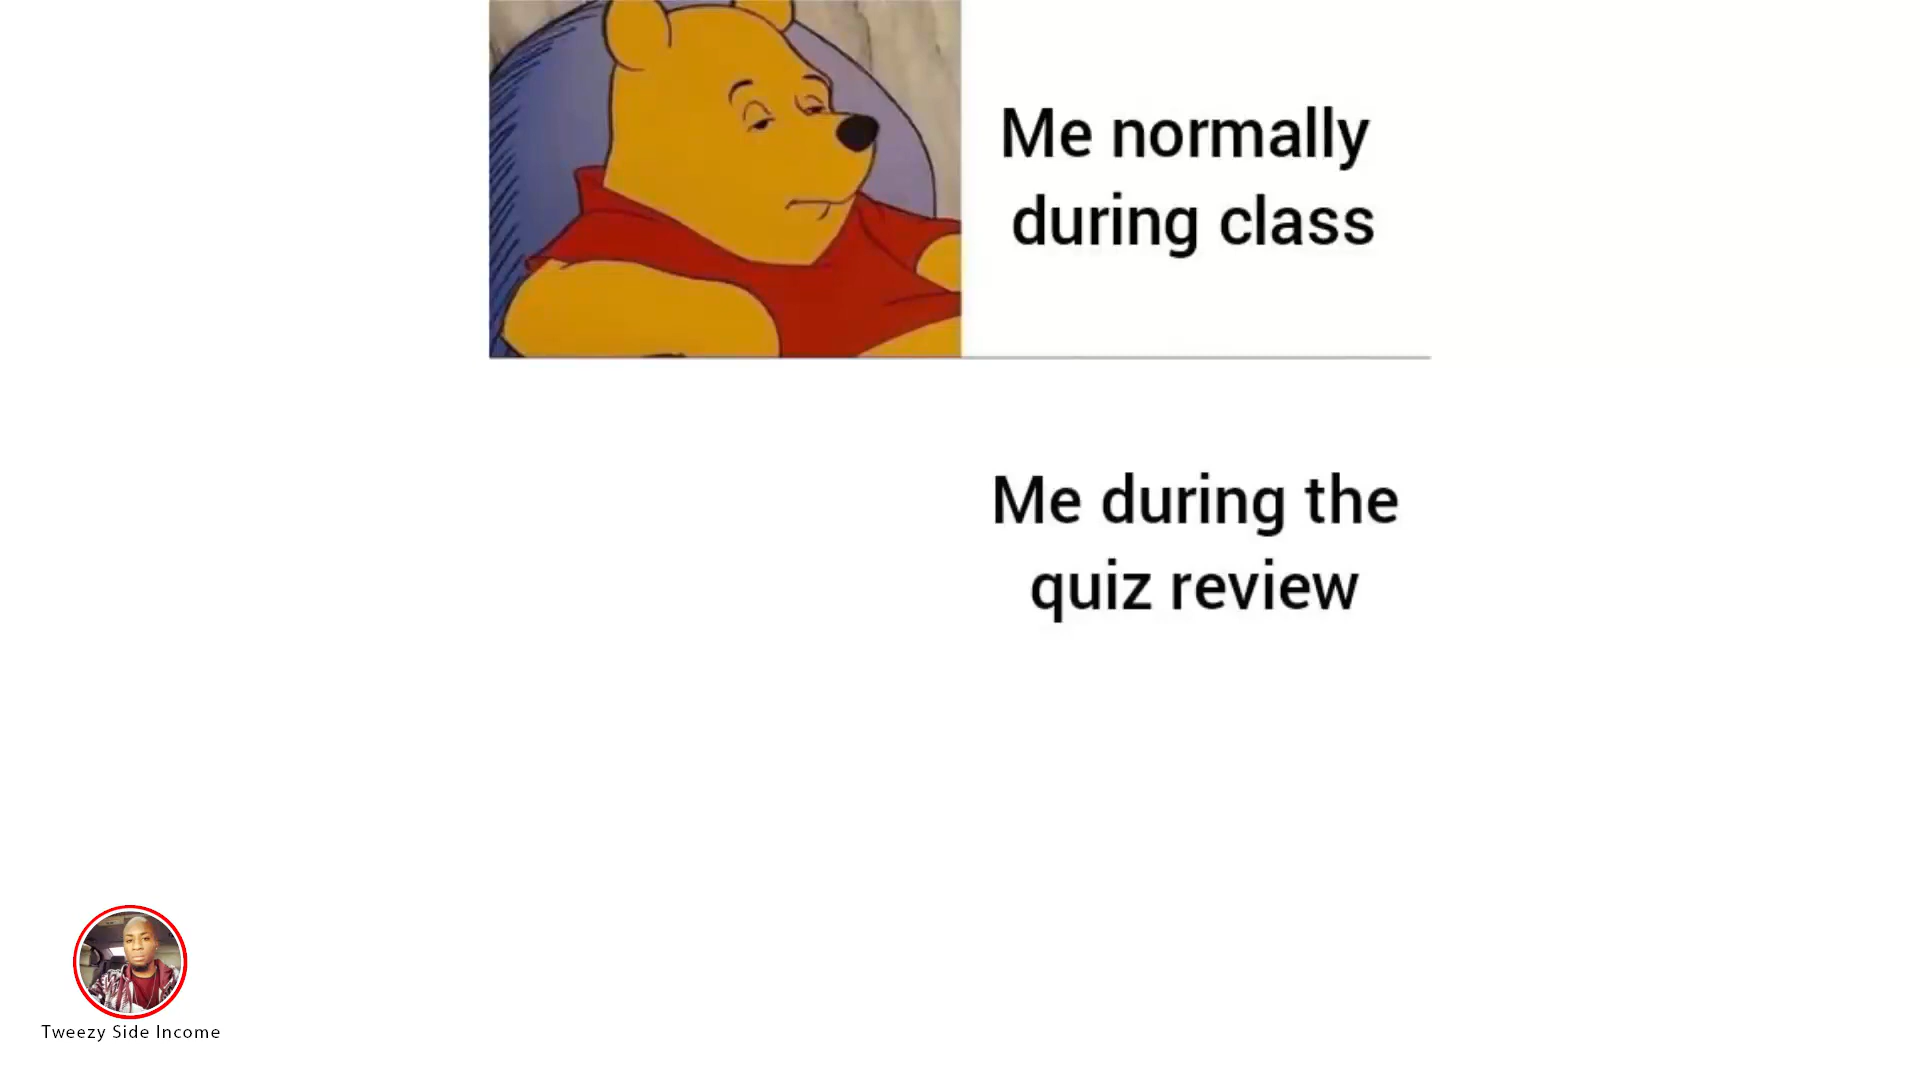 Me normally
during class
Me during the
quiz review
Tweezy Side Income